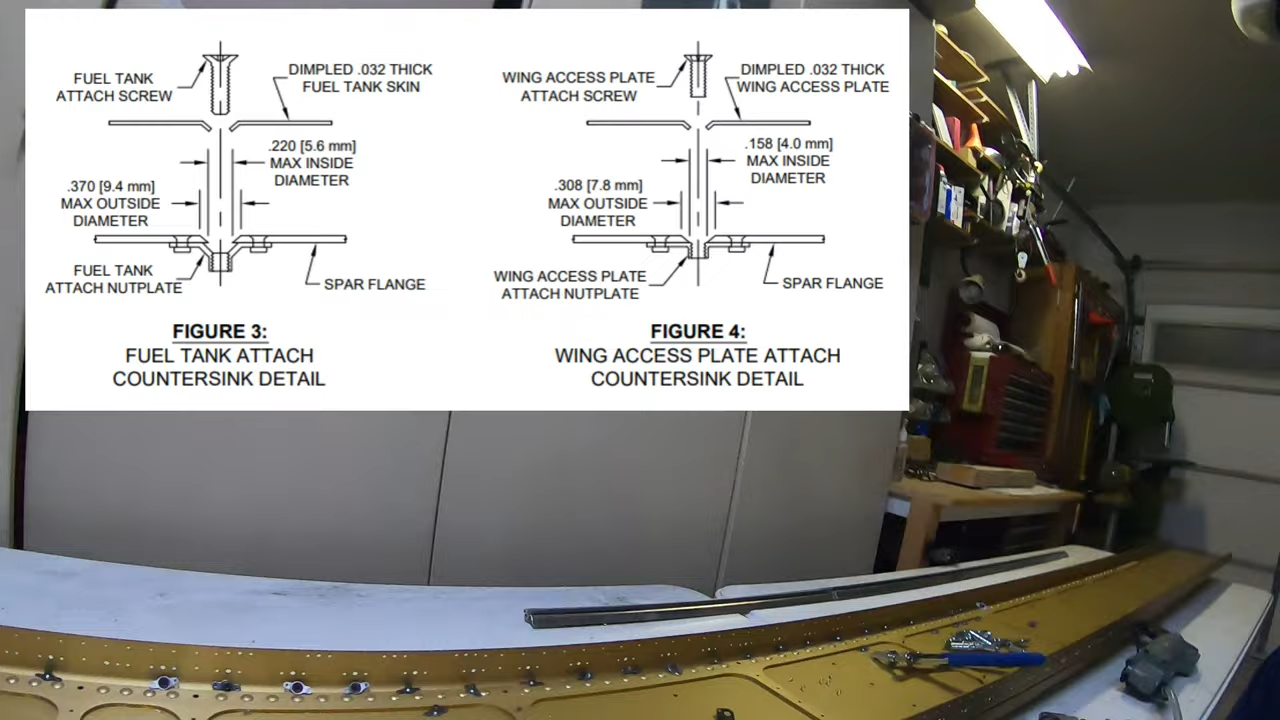 FUEL TANK
ATTACH SCREW
DIMPLED .032 THICK
FUEL TANK SKIN
.220 [5.6 mm]
MAX INSIDE
DIAMETER
.370 [9.4 mm]
MAX OUTSIDE
DIAMETER
FUEL TANK
ATTACH NUTPLATE
SPAR FLANGE
FIGURE 3:
FUEL TANK ATTACH
COUNTERSINK DETAIL
WING ACCESS PLATE
ATTACH SCREW
DIMPLED .032 THICK
WING ACCESS PLATE
.158 [4.0 mm]
MAX INSIDE
DIAMETER
.308 [7.8 mm]
MAX OUTSIDE
DIAMETER
WING ACCESS PLATE
ATTACH NUTPLATE
SPAR FLANGE
FIGURE 4:
WING ACCESS PLATE ATTACH
COUNTERSINK DETAIL